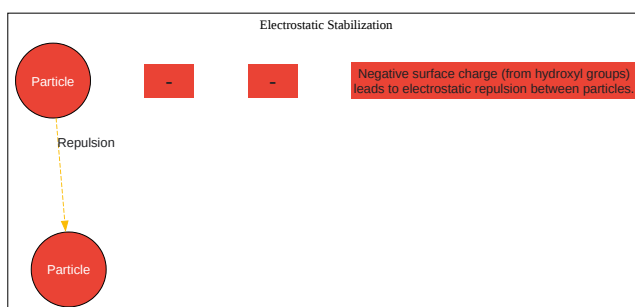 Electrostatic Stabilization
Particle
-
-
Negative surface charge (from hydroxyl groups)
leads to electrostatic repulsion between particles.
Repulsion
Particle